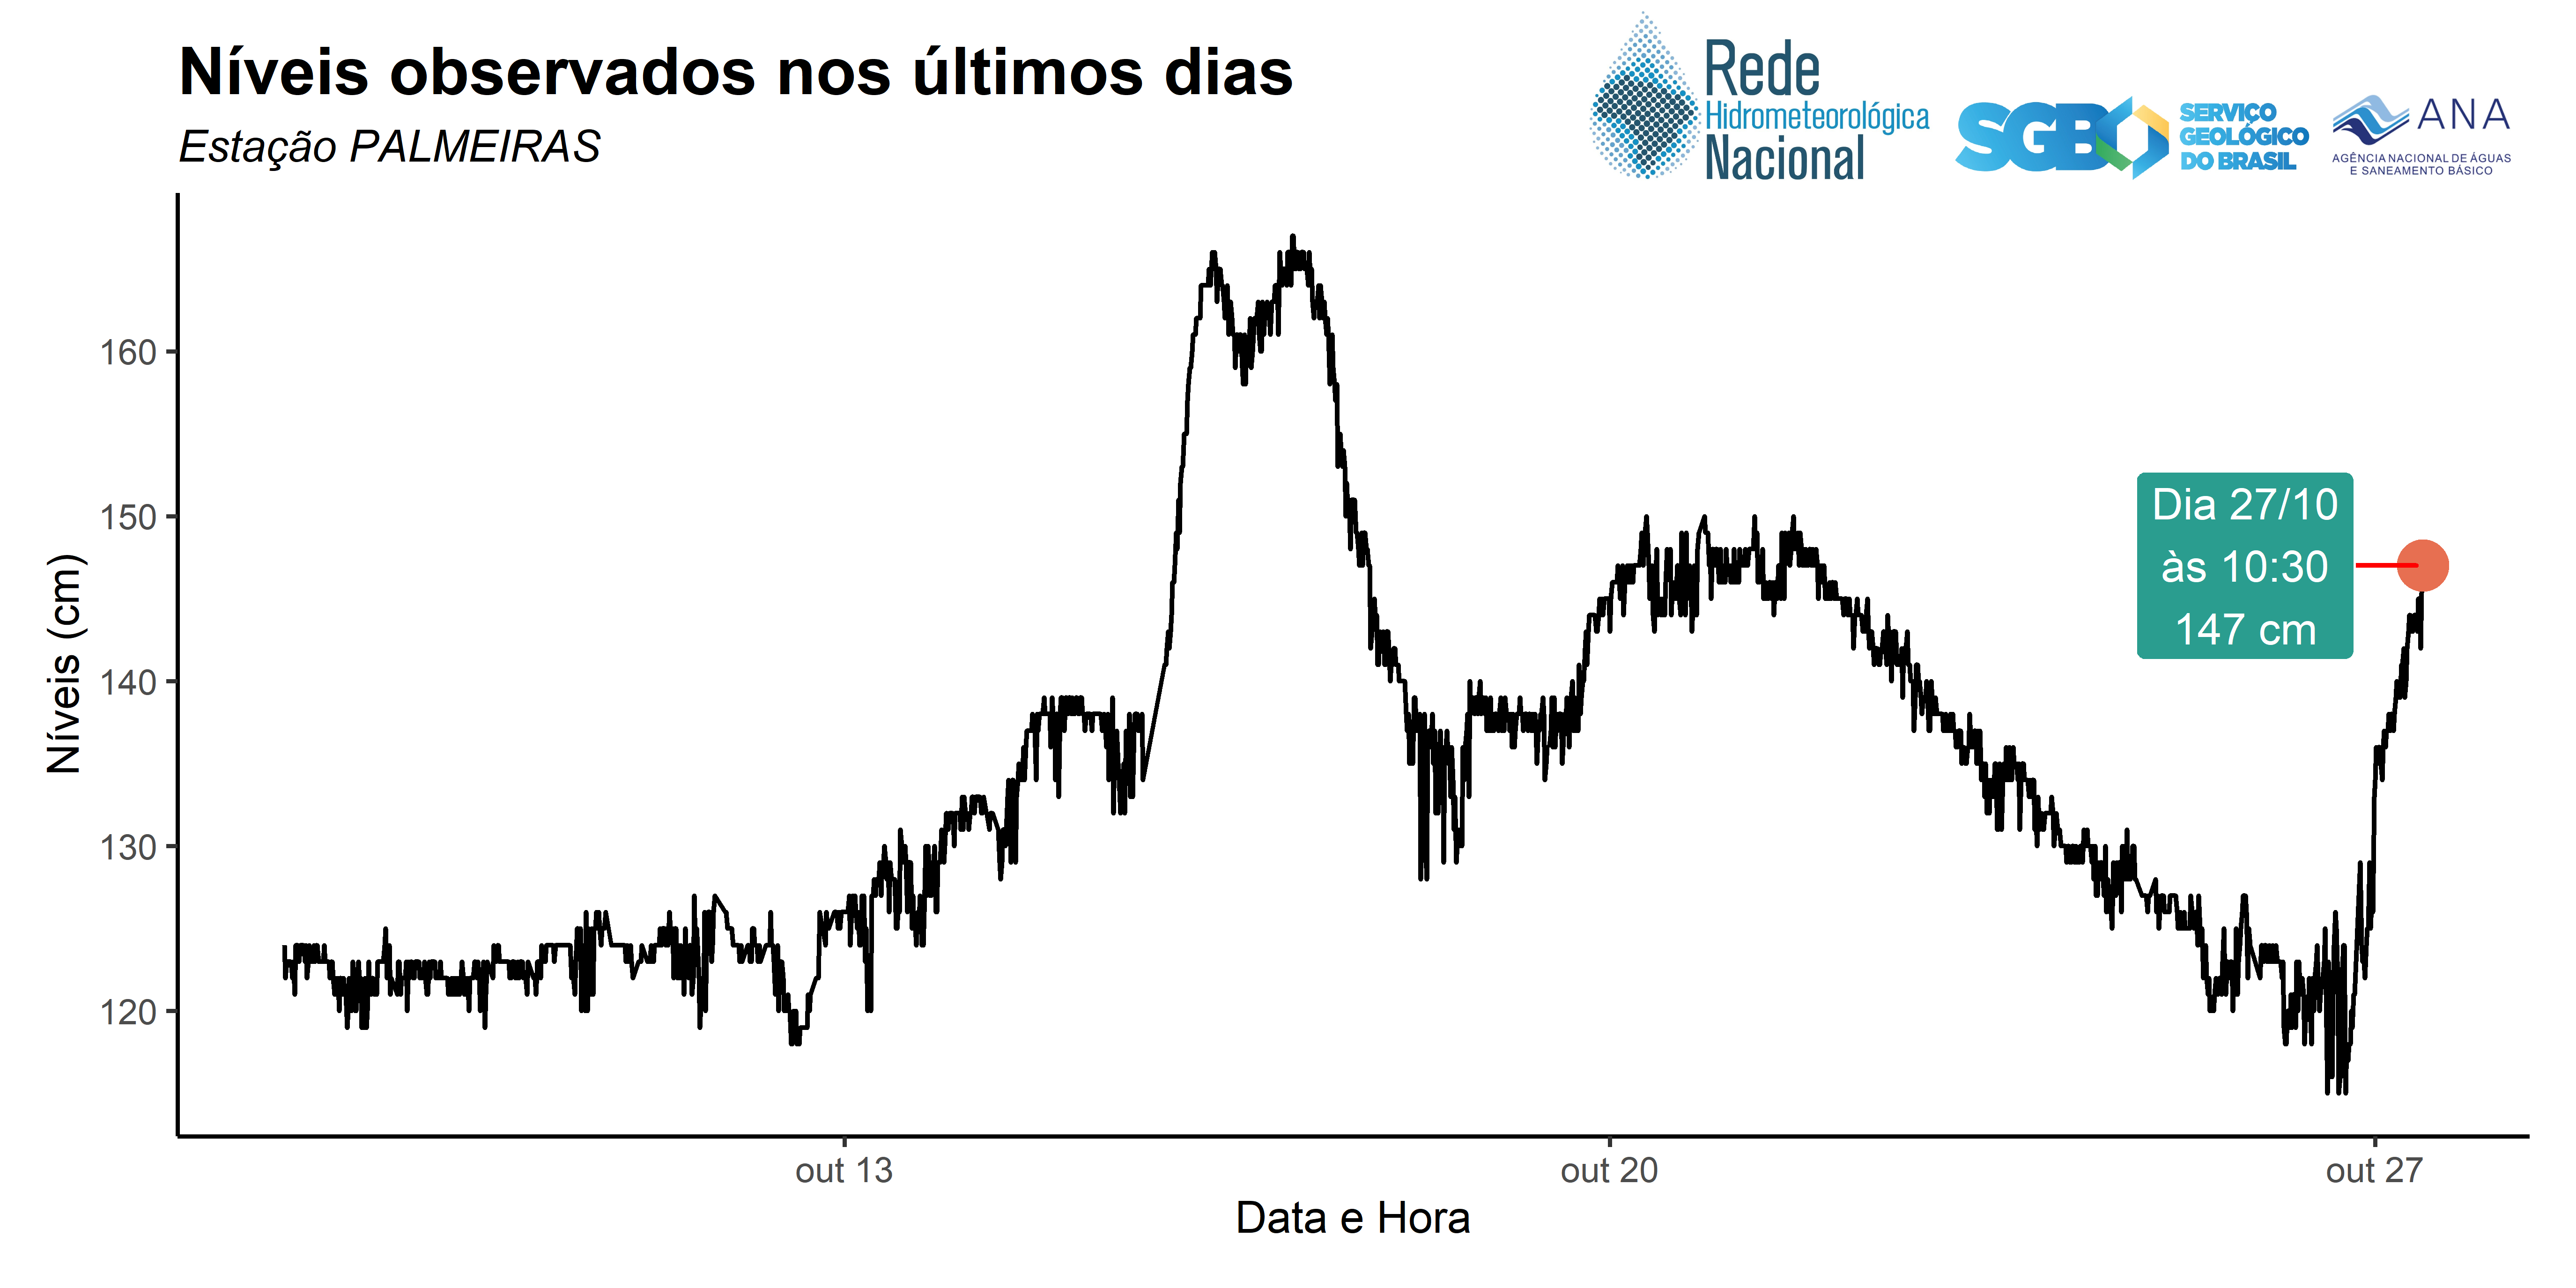 Níveis observados nos últimos dias
Estação PALMEIRAS
Rede
Hidrometeorológica
Nacional
SGB
SERVIÇO
GEOLÓGICO
DO BRASIL
ANA
AGÊNCIA NACIONAL DE ÁGUAS
E SANEAMENTO BÁSICO
Níveis (cm)
160
150
140
130
120
Dia 27/10
às 10:30
147 cm
out 13
out 20
out 27
Data e Hora